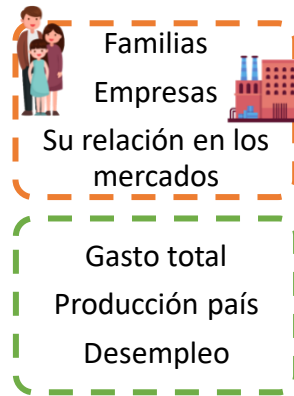 Familias
Empresas
Su relación en los
mercados
Gasto total
Producción país
Desempleo